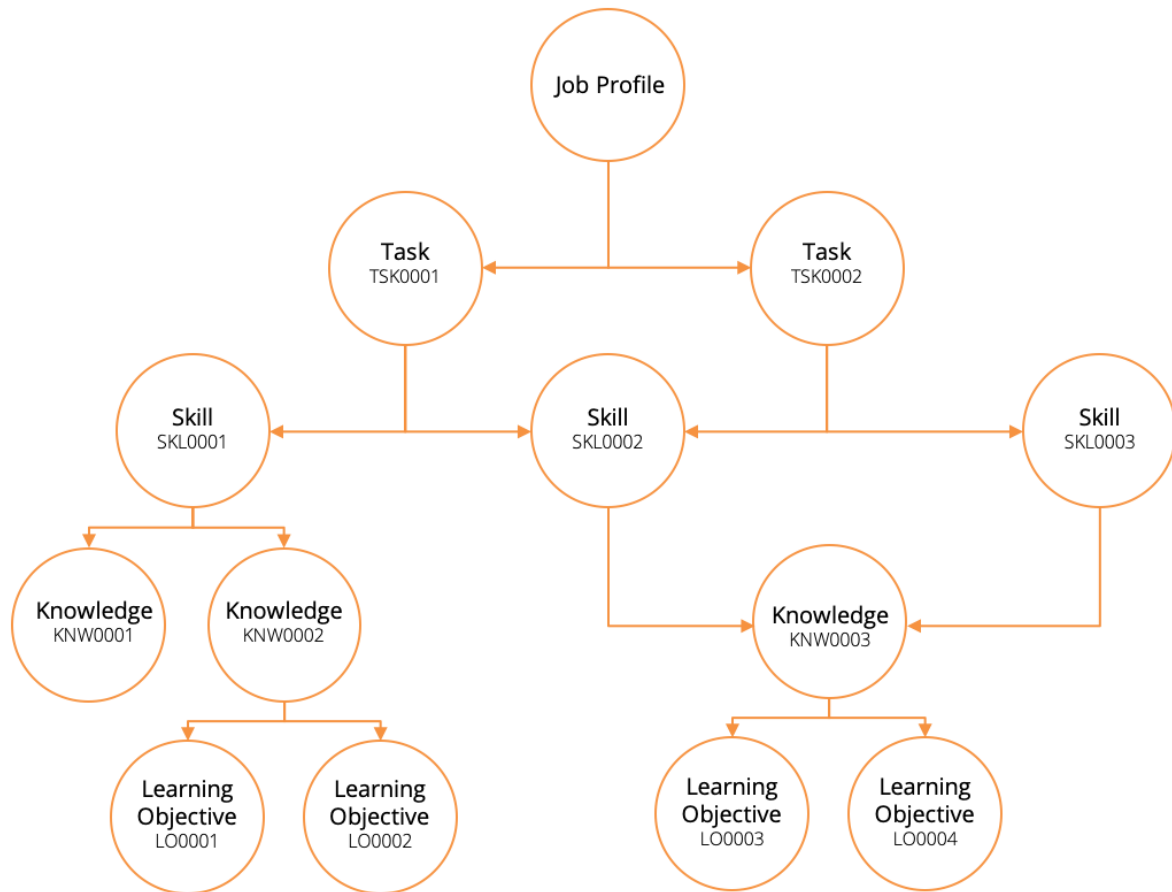 Job Profile
Task
TSK0001
Task
TSK0002
Skill
SKL0001
Skill
SKL0002
Skill
SKL0003
Knowledge
KNW0001
Knowledge
KNW0002
Knowledge
KNW0003
Learning
Objective
LO0001
Learning
Objective
LO0002
Learning
Objective
LO0003
Learning
Objective
LO0004